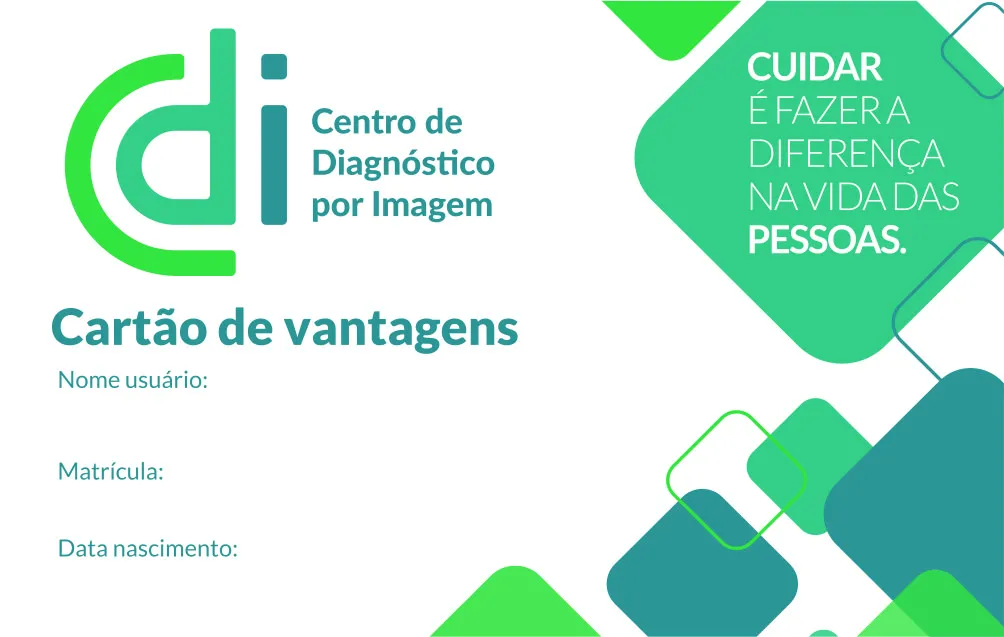 cdi
Centro de
Diagnóstico
por Imagem
CUIDAR
É FAZER A
DIFERENÇA
NA VIDA DAS
PESSOAS.
Cartão de vantagens
Nome usuário:
Matrícula:
Data nascimento: